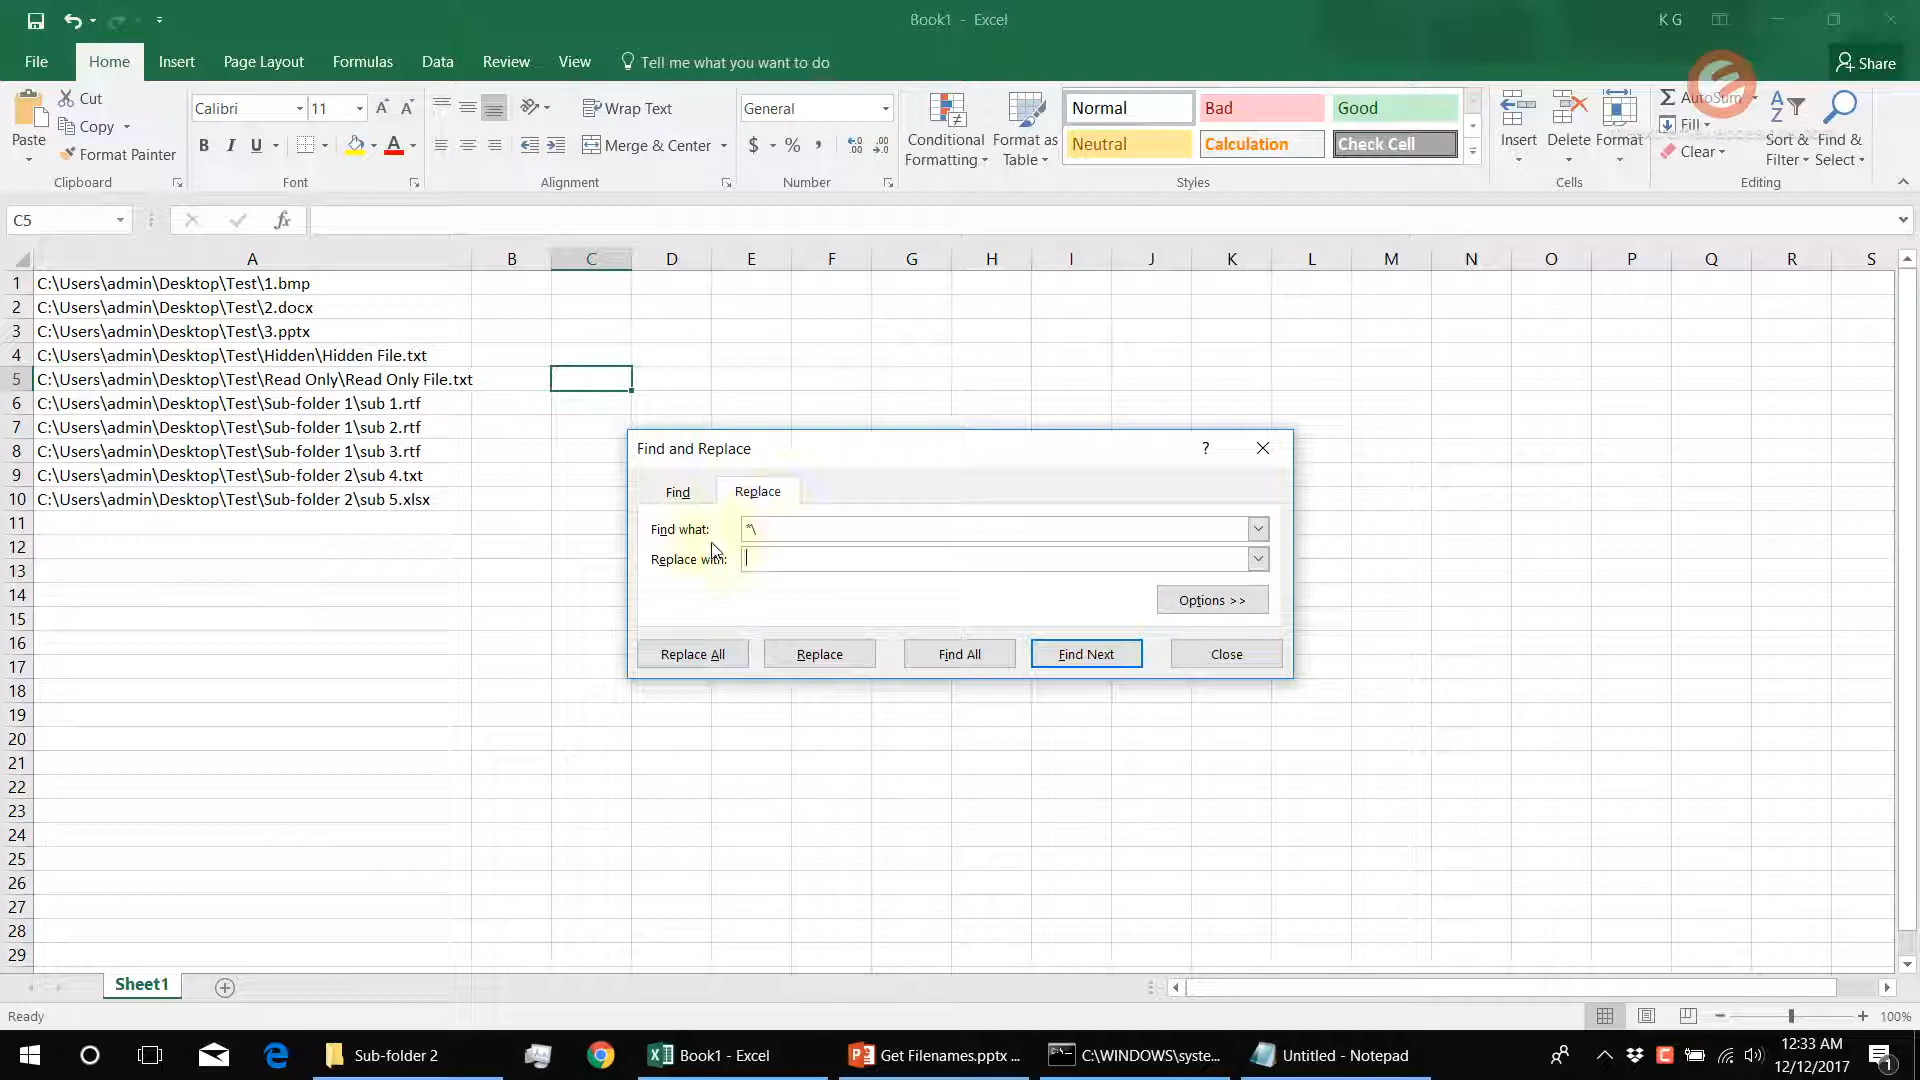 Book1 - Excel
K G
File
Home
Insert
Page Layout
Formulas
Data
Review
View
Tell me what you want to do
Share
Paste
Cut
Copy
Format Painter
Clipboard
Calibri
11
B I U
Font
Wrap Text
Merge & Center
Alignment
General
$ % ,
Number
Conditional
Formatting
Format as
Table
Normal
Bad
Good
Neutral
Calculation
Check Cell
Styles
Insert
Delete
Format
Cells
AutoSum
Fill
Clear
Sort &
Filter
Find &
Select
Editing
C5
fx
A B C D E F G H I J K L M N O P Q R S
1 C:\Users\admin\Desktop\Test\1.bmp
2 C:\Users\admin\Desktop\Test\2.docx
3 C:\Users\admin\Desktop\Test\3.pptx
4 C:\Users\admin\Desktop\Test\Hidden\Hidden File.txt
5 C:\Users\admin\Desktop\Test\Read Only\Read Only File.txt
6 C:\Users\admin\Desktop\Test\Sub-folder 1\sub 1.rtf
7 C:\Users\admin\Desktop\Test\Sub-folder 1\sub 2.rtf
8 C:\Users\admin\Desktop\Test\Sub-folder 1\sub 3.rtf
9 C:\Users\admin\Desktop\Test\Sub-folder 2\sub 4.txt
10 C:\Users\admin\Desktop\Test\Sub-folder 2\sub 5.xlsx
11
12
13
14
15
16
17
18
19
20
21
22
23
24
25
26
27
28
29
Find and Replace
?
Find
Replace
Find what:
*\
Replace with:
Options >>
Replace All
Replace
Find All
Find Next
Close
Sheet1
Ready
100%
Sub-folder 2
Book1 - Excel
Get Filenames.pptx ...
C:\WINDOWS\syste...
Untitled - Notepad
12:33 AM
12/12/2017
1